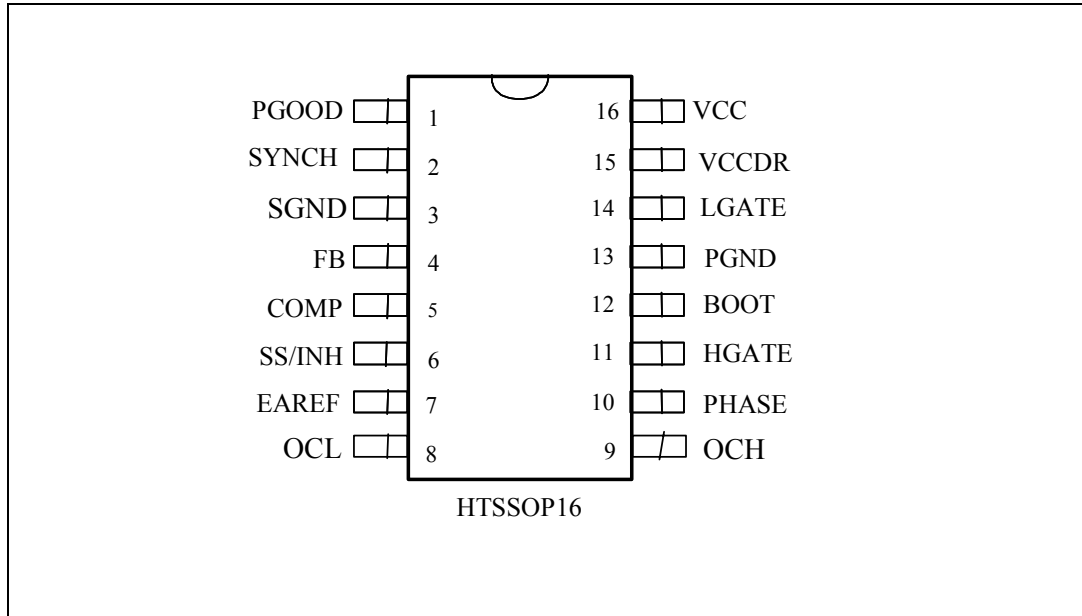 PGOOD 1 16 VCC
SYNCH 2 15 VCCDR
SGND 3 14 LGATE
FB 4 13 PGND
COMP 5 12 BOOT
SS/INH 6 11 HGATE
EAREF 7 10 PHASE
OCL 8 9 OCH
HTSSOP16